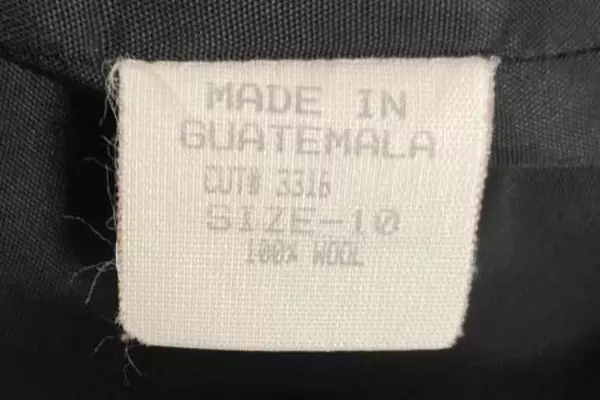 MADE IN
GUATEMALA
CUT# 3316
SIZE-10
100% WOOL